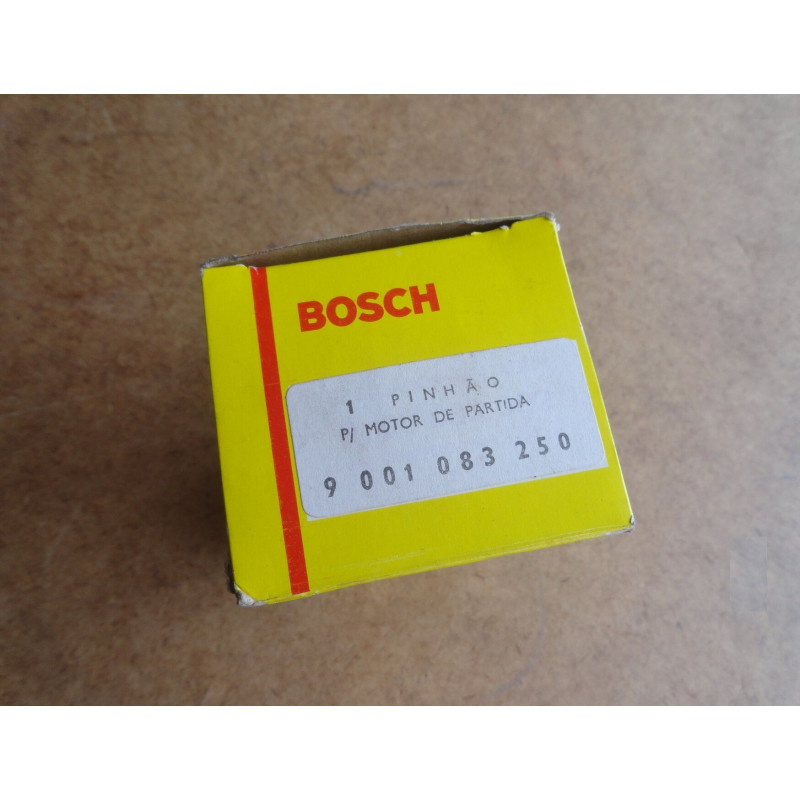 BOSCH
1 PINHÃO
P/ MOTOR DE PARTIDA
9 001 083 250